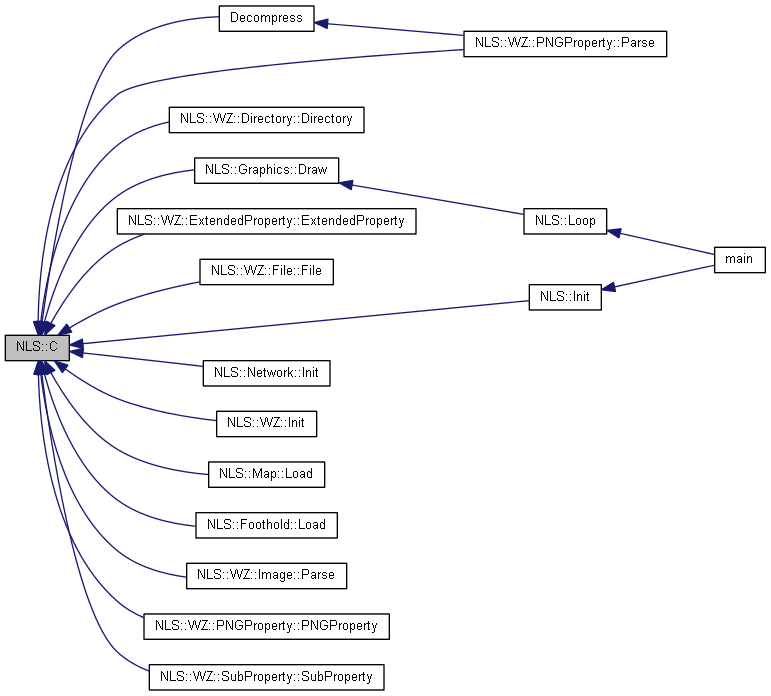 Decompress
NLS::WZ::PNGProperty::Parse
NLS::WZ::Directory::Directory
NLS::Graphics::Draw
NLS::WZ::ExtendedProperty::ExtendedProperty
NLS::Loop
main
NLS::WZ::File::File
NLS::Init
NLS::C
NLS::Network::Init
NLS::WZ::Init
NLS::Map::Load
NLS::Foothold::Load
NLS::WZ::Image::Parse
NLS::WZ::PNGProperty::PNGProperty
NLS::WZ::SubProperty::SubProperty